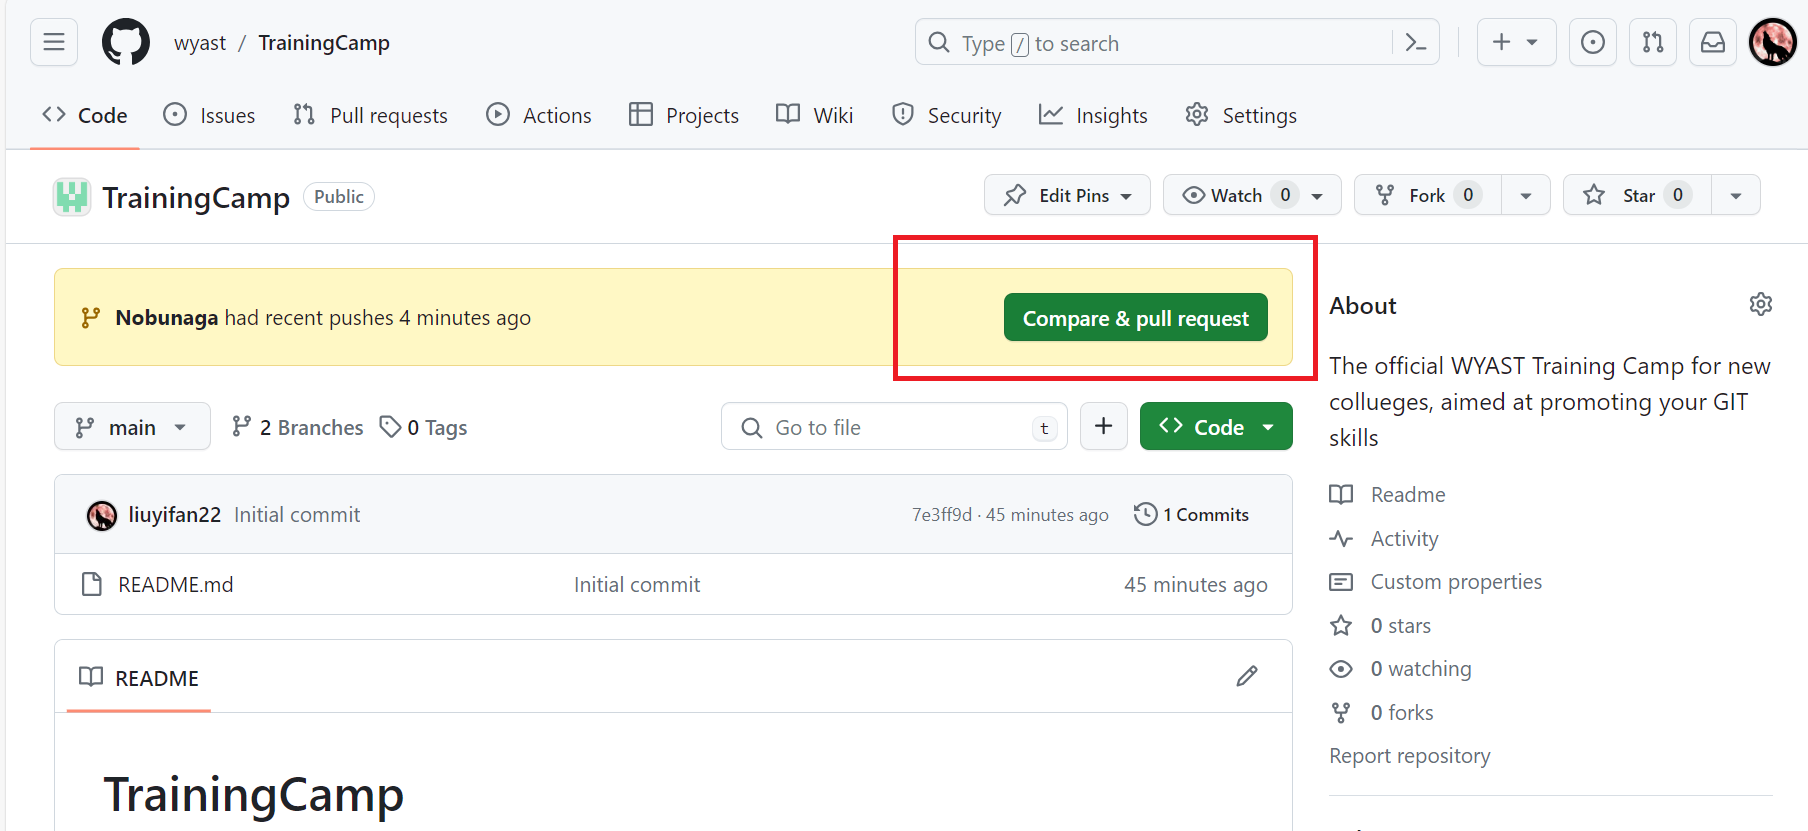 wyast / TrainingCamp
Type / to search
Code Issues Pull requests Actions Projects Wiki Security Insights Settings
TrainingCamp Public
Edit Pins Watch 0 Fork 0 Star 0
Nobunaga had recent pushes 4 minutes ago
Compare & pull request
main 2 Branches 0 Tags
Go to file t
+ Code
liuyifan22 Initial commit
7e3ff9d · 45 minutes ago 1 Commits
README.md Initial commit 45 minutes ago
README
TrainingCamp
About
The official WYAST Training Camp for new
collueges, aimed at promoting your GIT
skills
Readme
Activity
Custom properties
0 stars
0 watching
0 forks
Report repository